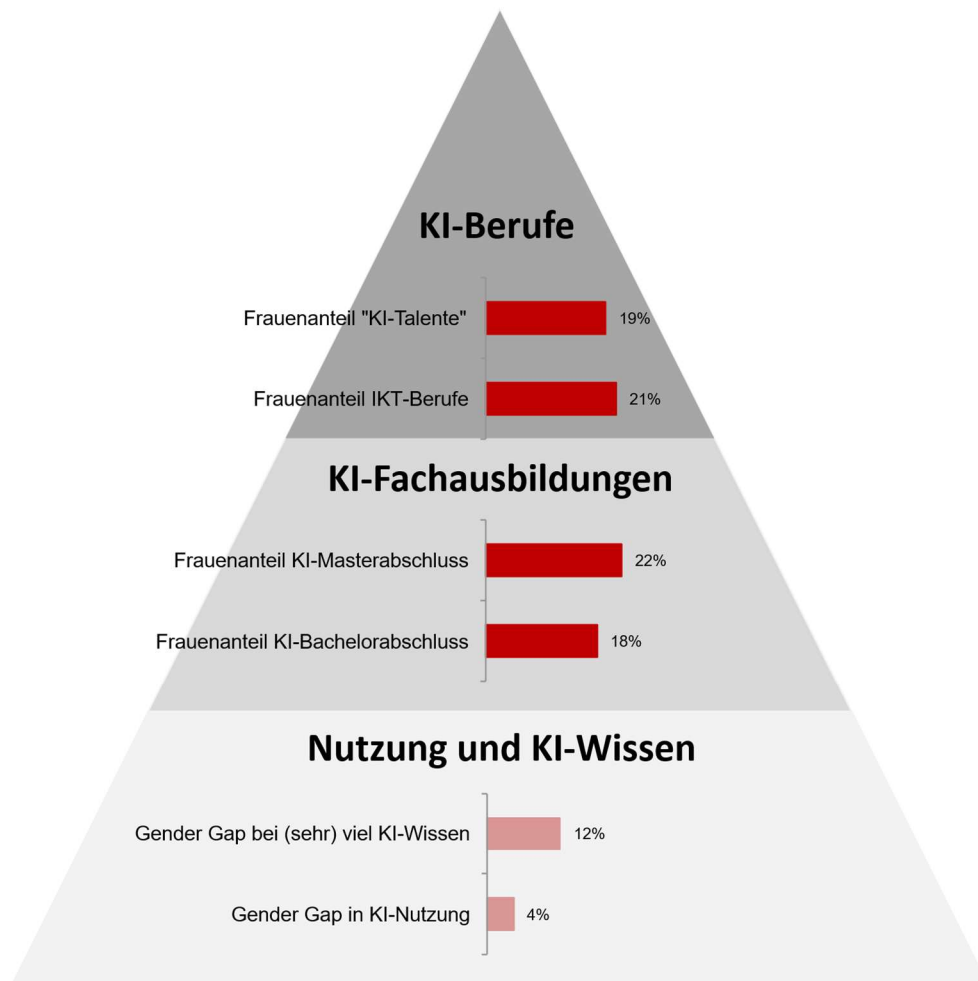 KI-Berufe
Frauenanteil "KI-Talente" 19%
Frauenanteil IKT-Berufe 21%
KI-Fachausbildungen
Frauenanteil KI-Masterabschluss 22%
Frauenanteil KI-Bachelorabschluss 18%
Nutzung und KI-Wissen
Gender Gap bei (sehr) viel KI-Wissen 12%
Gender Gap in KI-Nutzung 4%